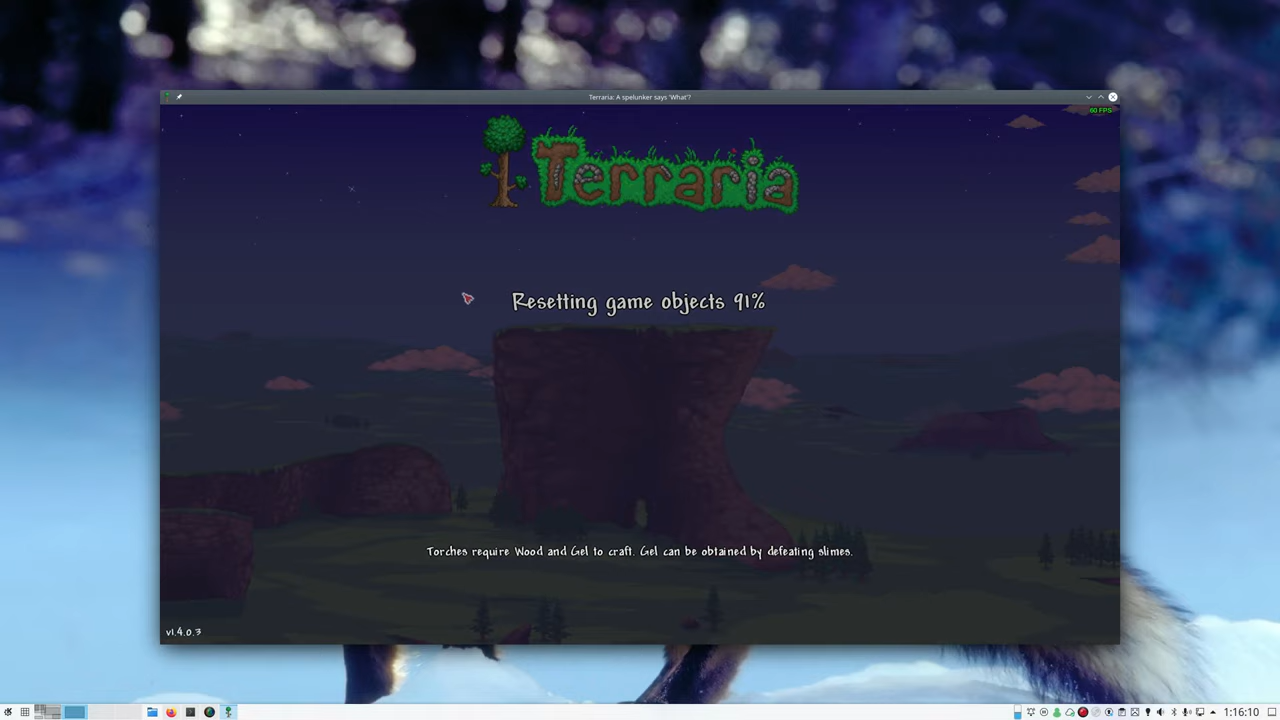 Terraria: A spelunker says 'What'?
60 FPS
Terraria
Resetting game objects 91%
Torches require Wood and Gel to craft. Gel can be obtained by defeating slimes.
v1.4.0.3
1:16:10